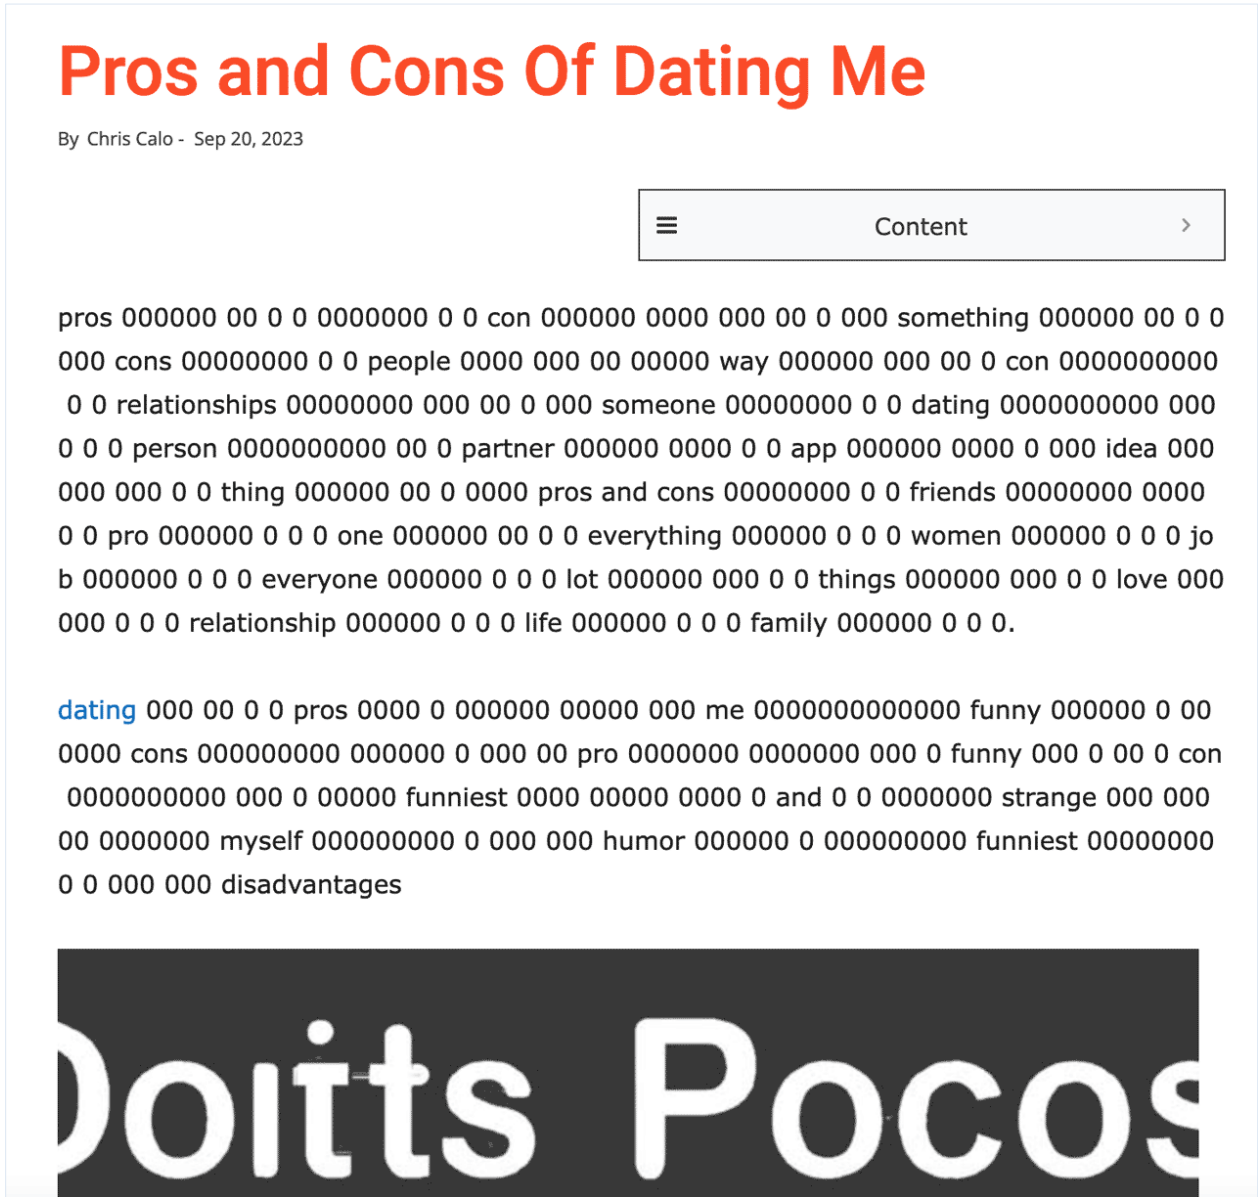 Pros and Cons Of Dating Me
By Chris Calo - Sep 20, 2023
Content
pros 000000 00 0 0 0000000 0 0 con 000000 0000 000 00 0 000 something 000000 00 0 0
000 cons 00000000 0 0 people 0000 000 00 00000 way 000000 000 00 0 con 0000000000
0 0 relationships 00000000 000 00 0 000 someone 00000000 0 0 dating 0000000000 000
0 0 0 person 0000000000 00 0 partner 000000 0000 0 0 app 000000 0000 0 000 idea 000
000 000 0 0 thing 000000 00 0 0000 pros and cons 00000000 0 0 friends 00000000 0000
0 0 pro 000000 0 0 0 one 000000 00 0 0 everything 000000 0 0 0 women 000000 0 0 0 jo
b 000000 0 0 0 everyone 000000 0 0 0 lot 000000 000 0 0 things 000000 000 0 0 love 000
000 0 0 0 relationship 000000 0 0 0 life 000000 0 0 0 family 000000 0 0 0.
dating 000 00 0 0 pros 0000 0 000000 00000 000 me 0000000000000 funny 000000 0 00
0000 cons 000000000 000000 0 000 00 pro 0000000 0000000 000 0 funny 000 0 00 0 con
0000000000 000 0 00000 funniest 0000 00000 0000 0 and 0 0 0000000 strange 000 000
00 0000000 myself 000000000 0 000 000 humor 000000 0 000000000 funniest 00000000
0 0 000 000 disadvantages
Pocos